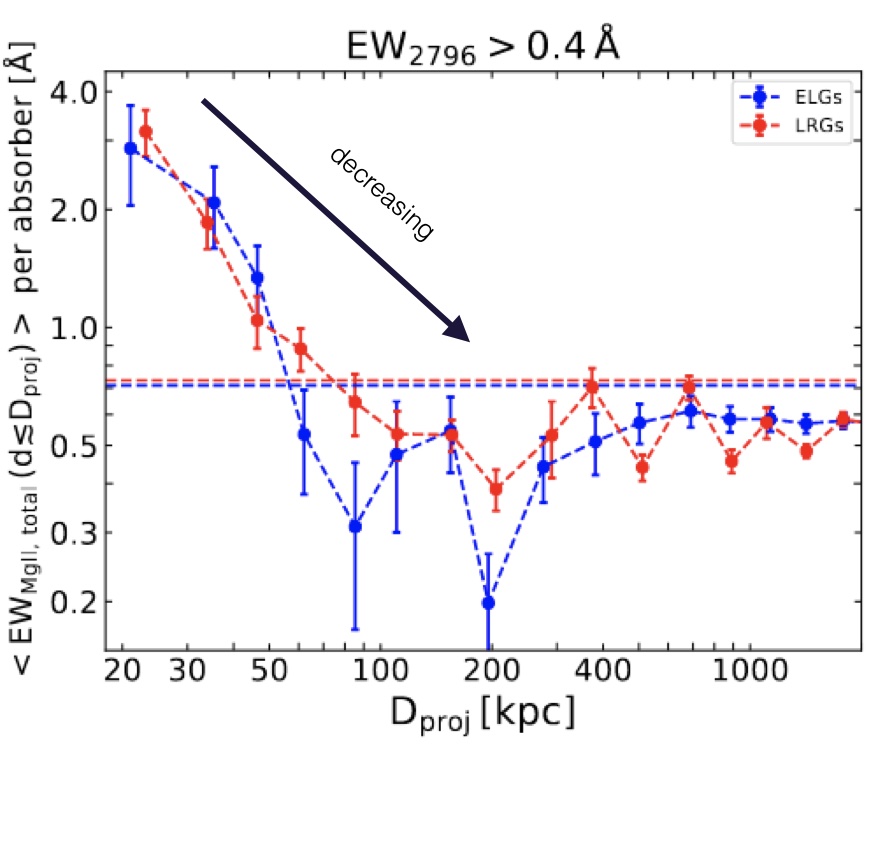 EW2796 > 0.4 Å
< EWMgII, total (d≤Dproj) > per absorber [Å]
4.0
2.0
1.0
0.5
0.3
0.2
ELGs
LRGs
decreasing
20 30 50 100 200 400 1000
Dproj [kpc]